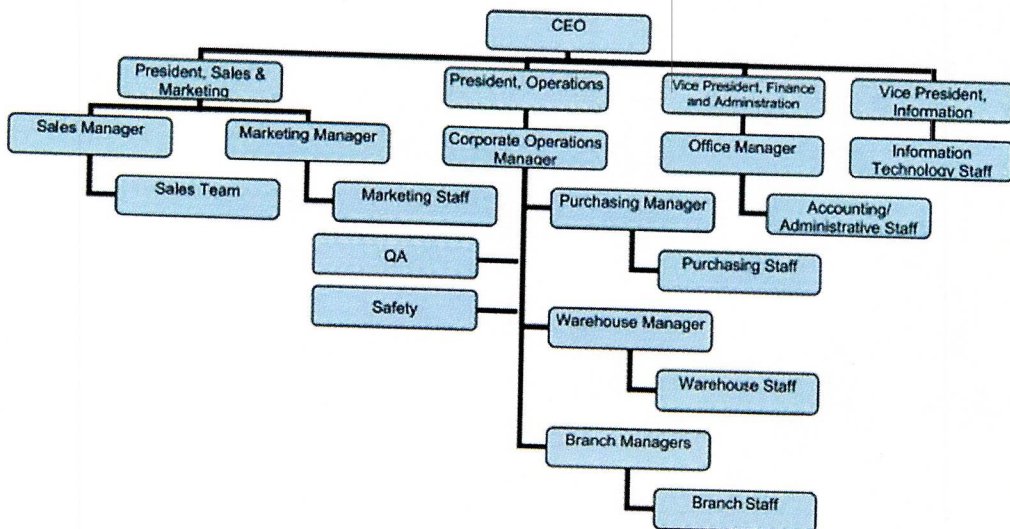 CEO
President, Sales &
Marketing
President, Operations
Vice President, Finance
and Administration
Vice President,
Information
Sales Manager
Marketing Manager
Corporate Operations
Manager
Office Manager
Information
Technology Staff
Sales Team
Marketing Staff
Purchasing Manager
Accounting/
Administrative Staff
QA
Purchasing Staff
Safety
Warehouse Manager
Warehouse Staff
Branch Managers
Branch Staff